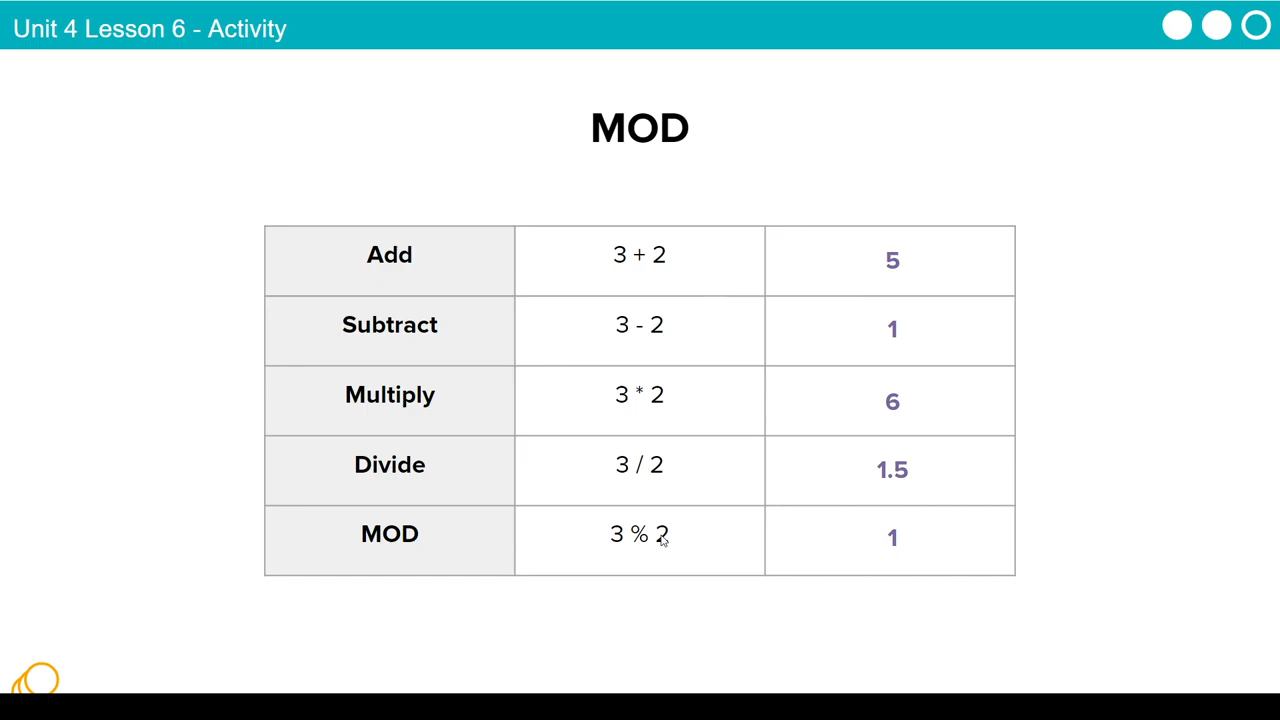 Unit 4 Lesson 6 - Activity
MOD
Add 3 + 2 5
Subtract 3 - 2 1
Multiply 3 * 2 6
Divide 3 / 2 1.5
MOD 3 % 2 1